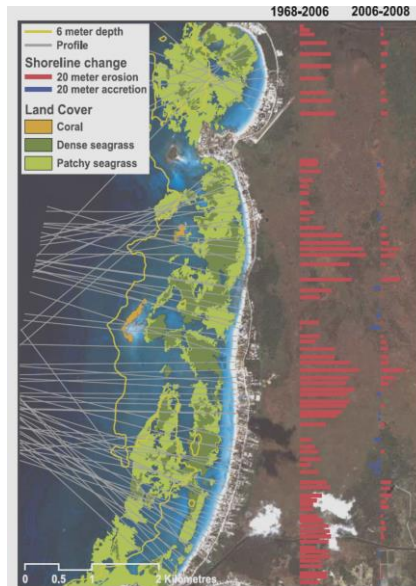 1968-2006 2006-2008
6 meter depth
Profile
Shoreline change
20 meter erosion
20 meter accretion
Land Cover
Coral
Dense seagrass
Patchy seagrass
0 0.5 1 2 Kilometres